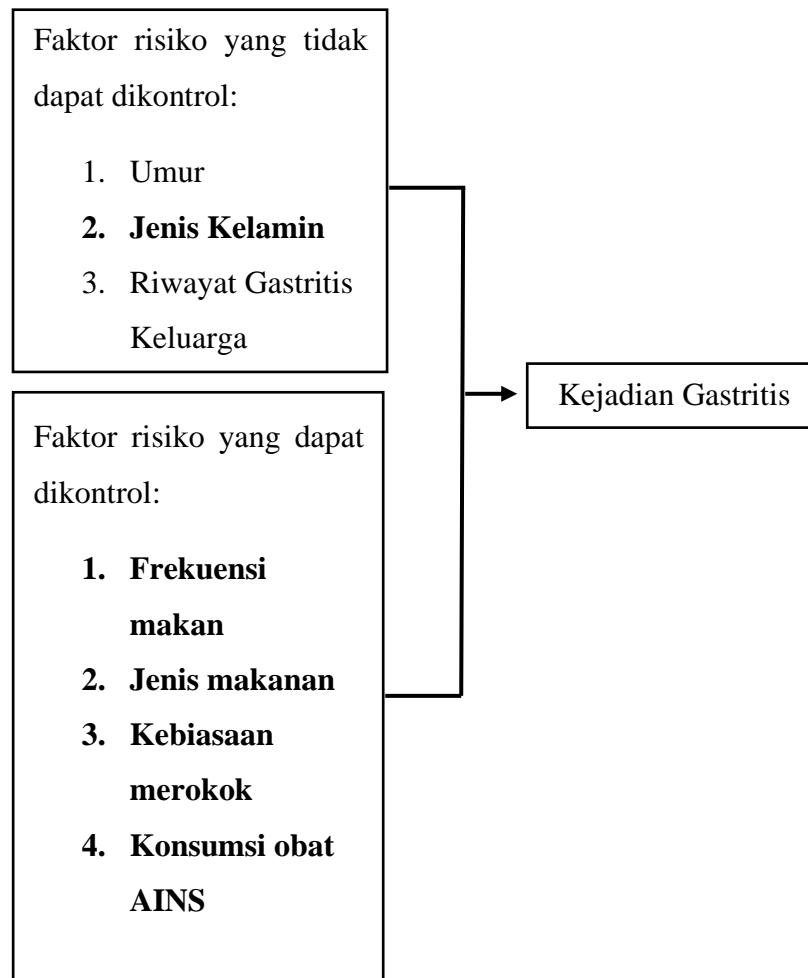 Faktor risiko yang tidak
dapat dikontrol:
1. Umur
2. Jenis Kelamin
3. Riwayat Gastritis
Keluarga
Kejadian Gastritis
Faktor risiko yang dapat
dikontrol:
1. Frekuensi
makan
2. Jenis makanan
3. Kebiasaan
merokok
4. Konsumsi obat
AINS